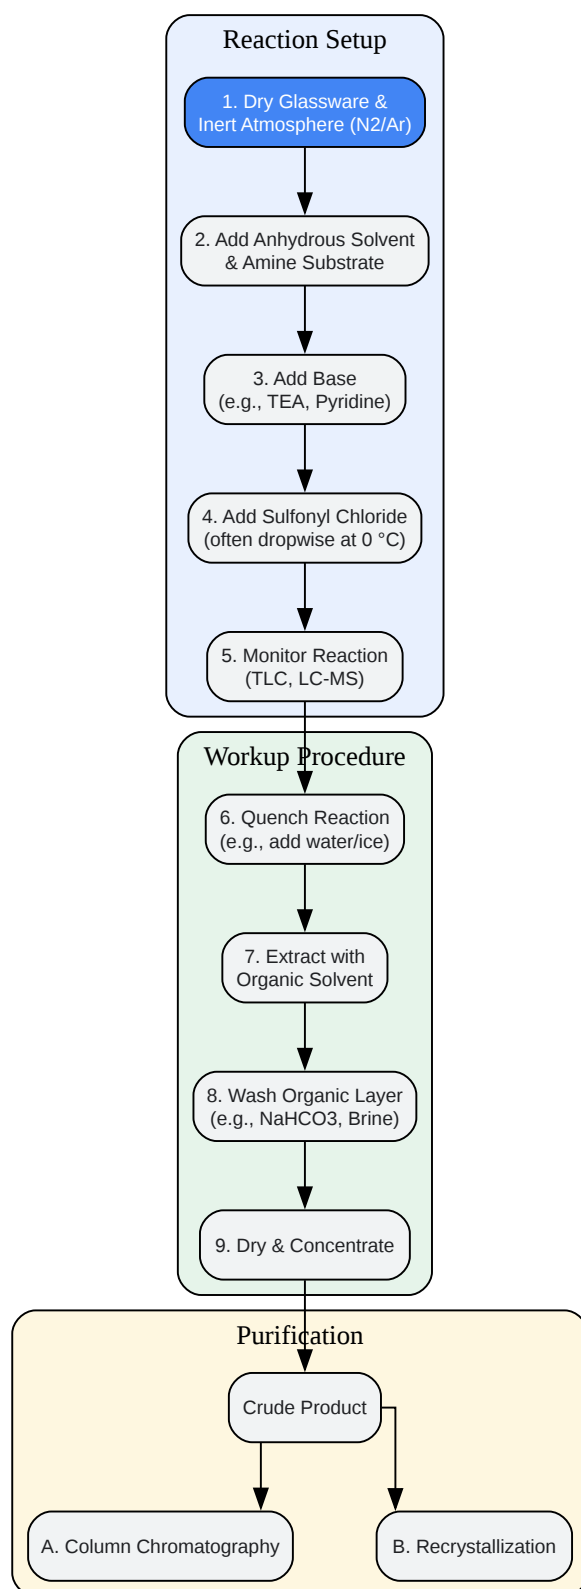 Reaction Setup
1. Dry Glassware &
Inert Atmosphere (N2/Ar)
2. Add Anhydrous Solvent
& Amine Substrate
3. Add Base
(e.g., TEA, Pyridine)
4. Add Sulfonyl Chloride
(often dropwise at 0 °C)
5. Monitor Reaction
(TLC, LC-MS)
Workup Procedure
6. Quench Reaction
(e.g., add water/ice)
7. Extract with
Organic Solvent
8. Wash Organic Layer
(e.g., NaHCO3, Brine)
9. Dry & Concentrate
Purification
Crude Product
A. Column Chromatography
B. Recrystallization